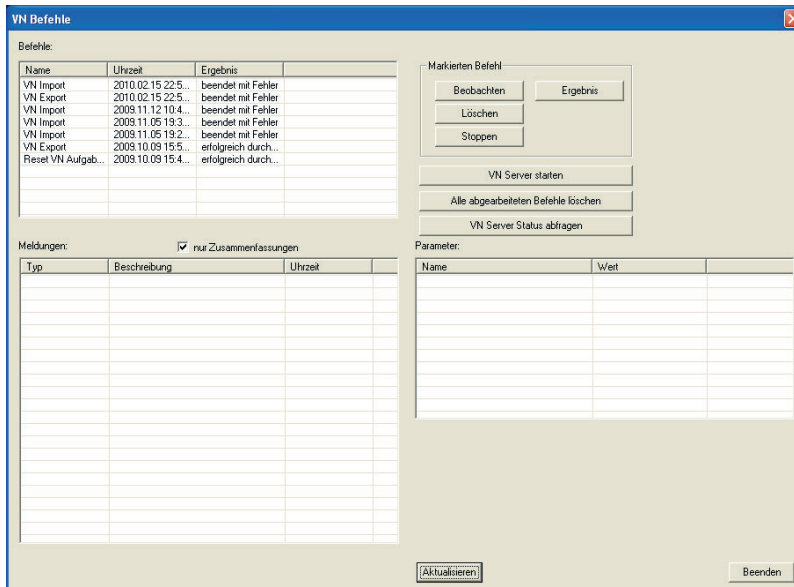 VN Befehle
Befehle:
Name Uhrzeit Ergebnis
VN Import 2010.02.15 22:5... beendet mit Fehler
VN Export 2010.02.15 22:5... beendet mit Fehler
VN Import 2009.11.12 10:4... beendet mit Fehler
VN Import 2009.11.05 19:3... beendet mit Fehler
VN Import 2009.11.05 19:2... beendet mit Fehler
VN Export 2009.10.09 15:5... erfolgreich durch...
Reset VN Aufgab... 2009.10.09 15:4... erfolgreich durch...
Markierten Befehl
Beobachten Ergebnis
Löschen
Stoppen
VN Server starten
Alle abgearbeiteten Befehle löschen
VN Server Status abfragen
Meldungen: nur Zusammenfassungen
Typ Beschreibung Uhrzeit
Parameter:
Name Wert
Aktualisieren Beenden